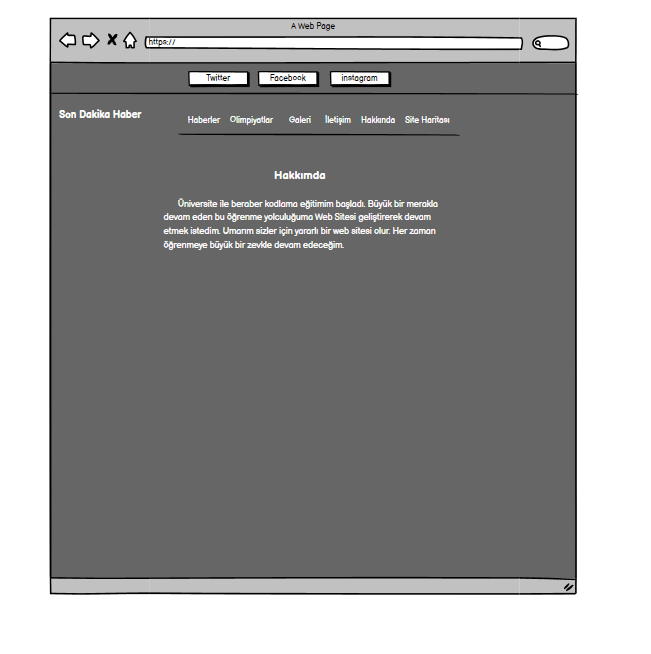 A Web Page
https://
Twitter Facebook instagram
Son Dakika Haber
Haberler Olimpiyatlar Galeri İletişim Hakkında Site Haritası
Hakkımda
Üniversite ile beraber kodlama eğitimim başladı. Büyük bir merakla
devam eden bu öğrenme yolculuğuma Web Sitesi geliştirerek devam
etmek istedim. Umarım sizler için yararlı bir web sitesi olur. Her zaman
öğrenmeye büyük bir zevkle devam edeceğim.